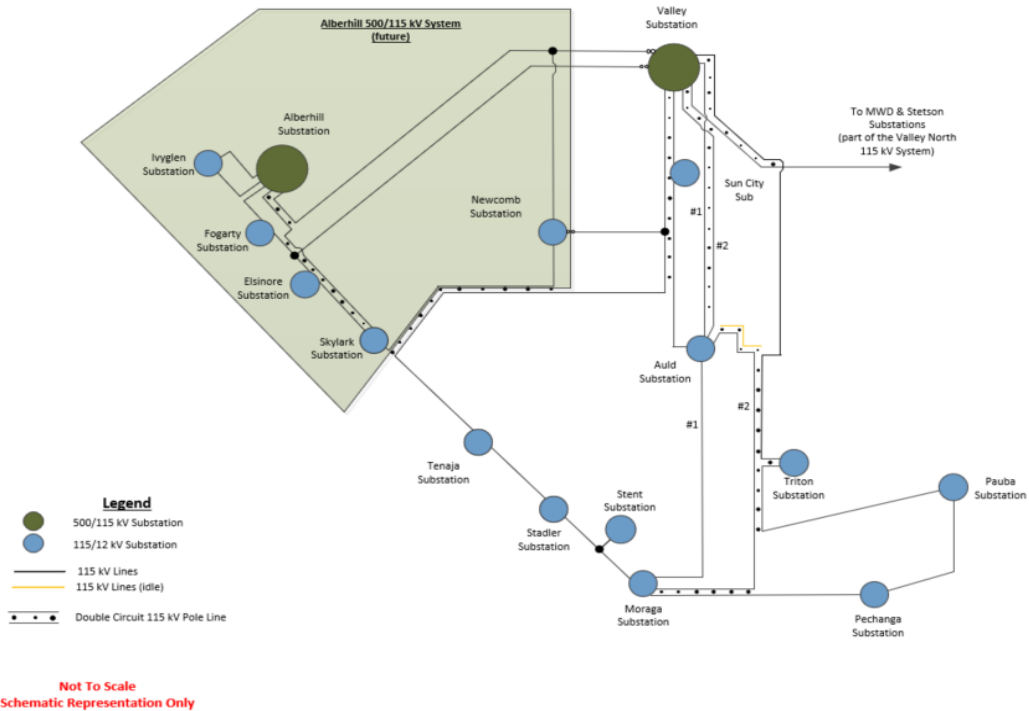 Alberhill 500/115 kV System
(future)
Valley
Substation
Alberhill
Substation
To MWD & Stetson
Substations
(part of the Valley North
115 kV System)
Ivyglen
Substation
Sun City
Sub
Newcomb
Substation
#1
Fogarty
Substation
#2
Elsinore
Substation
Skylark
Substation
Auld
Substation
#2
#1
Tenaja
Substation
Triton
Substation
Pauba
Substation
Stent
Substation
Stadler
Substation
Moraga
Substation
Pechanga
Substation
Legend
500/115 kV Substation
115/12 kV Substation
115 kV Lines
115 kV Lines (idle)
Double Circuit 115 kV Pole Line
Not To Scale
Schematic Representation Only